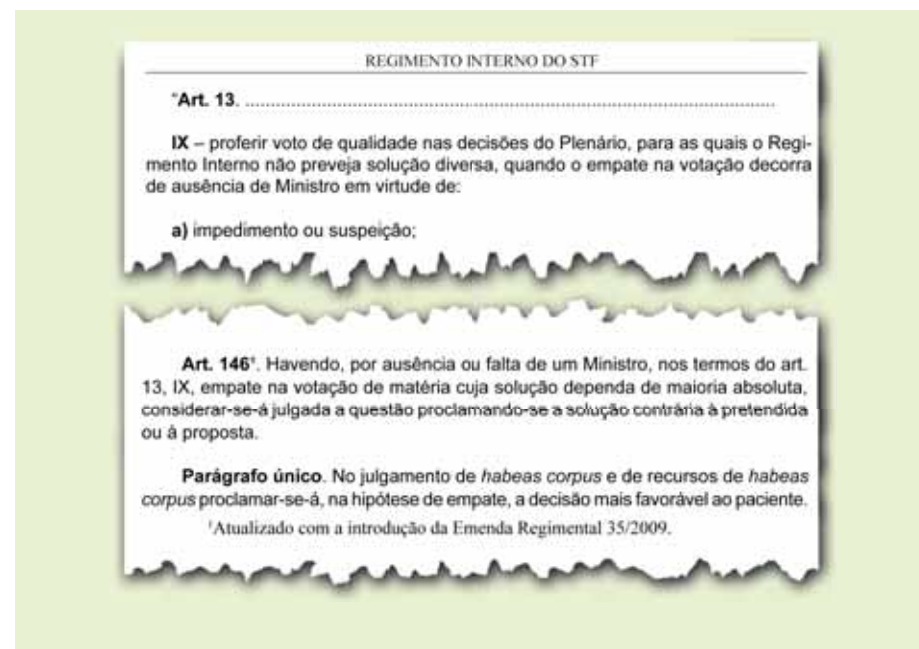 REGIMENTO INTERNO DO STF
"Art. 13. ........................................................................................................
IX – proferir voto de qualidade nas decisões do Plenário, para as quais o Regi-
mento Interno não preveja solução diversa, quando o empate na votação decorra
de ausência de Ministro em virtude de:
a) impedimento ou suspeição;
Art. 146¹. Havendo, por ausência ou falta de um Ministro, nos termos do art.
13, IX, empate na votação de matéria cuja solução dependa de maioria absoluta,
considerar-se-á julgada a questão proclamando-se a solução contrária à pretendida
ou à proposta.
Parágrafo único. No julgamento de habeas corpus e de recursos de habeas
corpus proclamar-se-á, na hipótese de empate, a decisão mais favorável ao paciente.
¹Atualizado com a introdução da Emenda Regimental 35/2009.